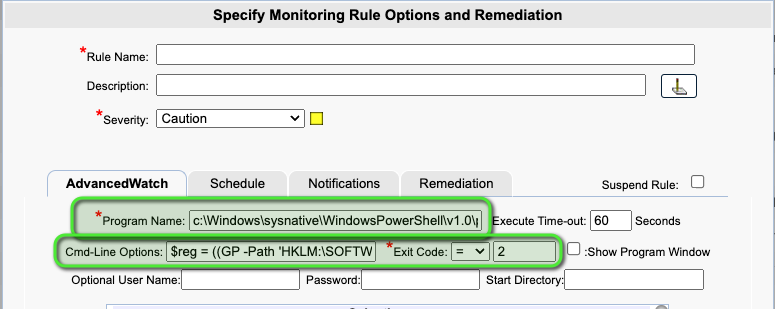 Specify Monitoring Rule Options and Remediation
*Rule Name:
Description:
*Severity: Caution
AdvancedWatch Schedule Notifications Remediation Suspend Rule:
*Program Name: c:\Windows\sysnative\WindowsPowerShell\v1.0\ Execute Time-out: 60 Seconds
Cmd-Line Options: $reg = ((GP -Path 'HKLM:\SOFTW *Exit Code: = 2 :Show Program Window
Optional User Name: Password: Start Directory: